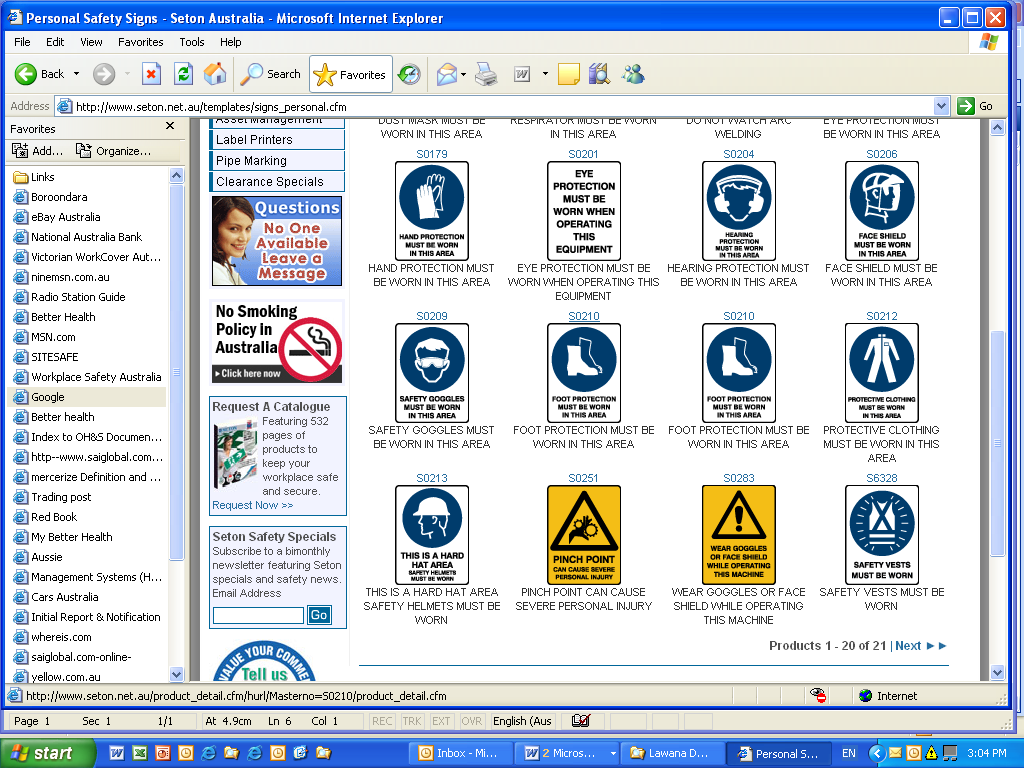 Personal Safety Signs - Seton Australia - Microsoft Internet Explorer
File Edit View Favorites Tools Help
Back Search Favorites
Address http://www.seton.net.au/templates/signs_personal.cfm Go
Favorites
Add... Organize...
Links
Boroondara
eBay Australia
National Australia Bank
Victorian WorkCover Aut...
ninemsn.com.au
Radio Station Guide
Better Health
MSN.com
SITESAFE
Workplace Safety Australia
Google
Better health
Index to OH&S Documen...
http--www.saiglobal.com...
mercerize Definition and ...
Trading post
Red Book
My Better Health
Aussie
Management Systems (H...
Cars Australia
Initial Report & Notification
whereis.com
saiglobal.com-online-
yellow.com.au
Asset Management
Label Printers
Pipe Marking
Clearance Specials
Questions
No One
Available
Leave a
Message
No Smoking
Policy In
Australia
Click here now
Request A Catalogue
Featuring 532
pages of
products to
keep your
workplace safe
and secure.
Request Now >>
Seton Safety Specials
Subscribe to a bimonthly
newsletter featuring Seton
specials and safety news.
Email Address
Go
VALUE YOUR COMME
Tell us
DUST MASK MUST BE
WORN IN THIS AREA
RESPIRATOR MUST BE WORN
IN THIS AREA
DO NOT WATCH ARC
WELDING
EYE PROTECTION MUST
BE WORN IN THIS AREA
S0179
HAND PROTECTION
MUST BE WORN
IN THIS AREA
HAND PROTECTION MUST
BE WORN IN THIS AREA
S0201
EYE
PROTECTION
MUST BE
WORN WHEN
OPERATING
THIS
EQUIPMENT
EYE PROTECTION MUST BE
WORN WHEN OPERATING THIS
EQUIPMENT
S0204
HEARING
PROTECTION
MUST BE WORN
IN THIS AREA
HEARING PROTECTION MUST
BE WORN IN THIS AREA
S0206
FACE SHIELD
MUST BE WORN
IN THIS AREA
FACE SHIELD MUST BE
WORN IN THIS AREA
S0209
SAFETY GOGGLES
MUST BE WORN
IN THIS AREA
SAFETY GOGGLES MUST
BE WORN IN THIS AREA
S0210
FOOT PROTECTION
MUST BE WORN
IN THIS AREA
FOOT PROTECTION MUST BE
WORN IN THIS AREA
S0210
FOOT PROTECTION
MUST BE WORN
IN THIS AREA
FOOT PROTECTION MUST BE
WORN IN THIS AREA
S0212
PROTECTIVE CLOTHING
MUST BE WORN
IN THIS AREA
PROTECTIVE CLOTHING
MUST BE WORN IN THIS
AREA
S0213
THIS IS A HARD
HAT AREA
SAFETY HELMETS
MUST BE WORN
THIS IS A HARD HAT AREA
SAFETY HELMETS MUST BE
WORN
S0251
PINCH POINT
CAN CAUSE SEVERE
PERSONAL INJURY
PINCH POINT CAN CAUSE
SEVERE PERSONAL INJURY
S0283
WEAR GOGGLES
OR FACE SHIELD
WHILE OPERATING
THIS MACHINE
WEAR GOGGLES OR FACE
SHIELD WHILE OPERATING
THIS MACHINE
S6328
SAFETY VESTS
MUST BE WORN
SAFETY VESTS MUST BE
WORN
Products 1 - 20 of 21 | Next
http://www.seton.net.au/product_detail.cfm/hurl/Masterno=S0210/product_detail.cfm Internet
Page 1 Sec 1 1/1 At 4.9cm Ln 6 Col 1 REC TRK EXT OVR English (Aus
start Inbox - Mi... 2 Micros... Lawana D... Personal S... EN 3:04 PM